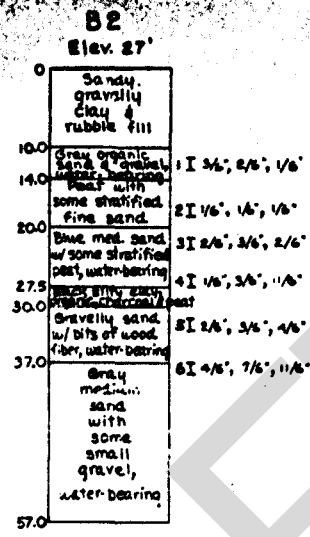 B2
Elev. 27'
0
Sandy,
gravelly
clay &
rubble fill
10.0
Gray organic
sand & gravel,
water-bearing
1 I 3/6", 2/6", 1/6"
14.0
Peat with
some stratified
fine sand
2 I 1/6", 1/6", 1/6"
20.0
Blue med. sand
w/ some stratified
peat, water-bearing
3 I 2/6", 3/6", 2/6"
27.5
silty clay,
charcoal, peat
4 I 1/6", 3/6", 11/6"
30.0
Gravelly sand
w/ bits of wood
fiber, water-bearing
5 I 2/6", 3/6", 4/6"
37.0
Gray
medium
sand
with
some
small
gravel,
water-bearing
6 I 4/6", 7/6", 11/6"
57.0